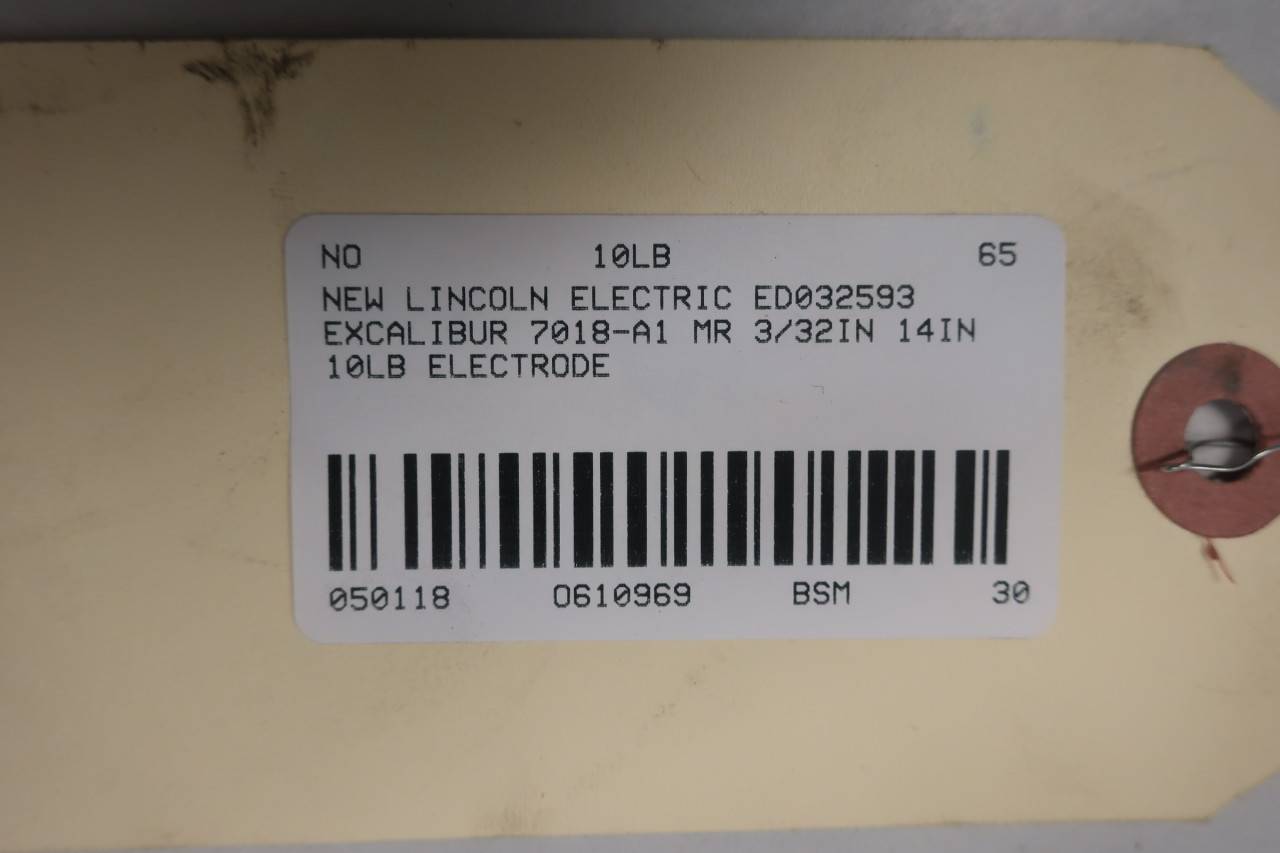 NO 10LB 65
NEW LINCOLN ELECTRIC ED032593
EXCALIBUR 7018-A1 MR 3/32IN 14IN
10LB ELECTRODE
050118 O610969 BSM 30